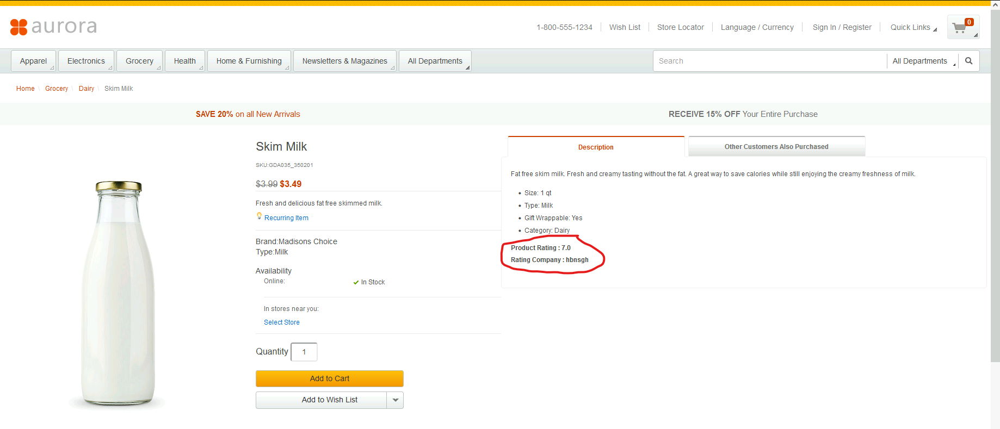 aurora
1-800-555-1234 Wish List Store Locator Language / Currency Sign In / Register Quick Links 0
Apparel Electronics Grocery Health Home & Furnishing Newsletters & Magazines All Departments Search All Departments
Home \ Grocery \ Dairy \ Skim Milk
SAVE 20% on all New Arrivals RECEIVE 15% OFF Your Entire Purchase
Skim Milk
SKU:GDA035_350201
$3.99 $3.49
Fresh and delicious fat free skimmed milk.
Recurring Item
Brand:Madisons Choice
Type:Milk
Availability
Online: In Stock
In stores near you:
Select Store
Quantity 1
Add to Cart
Add to Wish List
Description Other Customers Also Purchased
Fat free skim milk. Fresh and creamy tasting without the fat. A great way to save calories while still enjoying the creamy freshness of milk.
• Size: 1 qt
• Type: Milk
• Gift Wrappable: Yes
• Category: Dairy
Product Rating : 7.0
Rating Company : hbnsgh